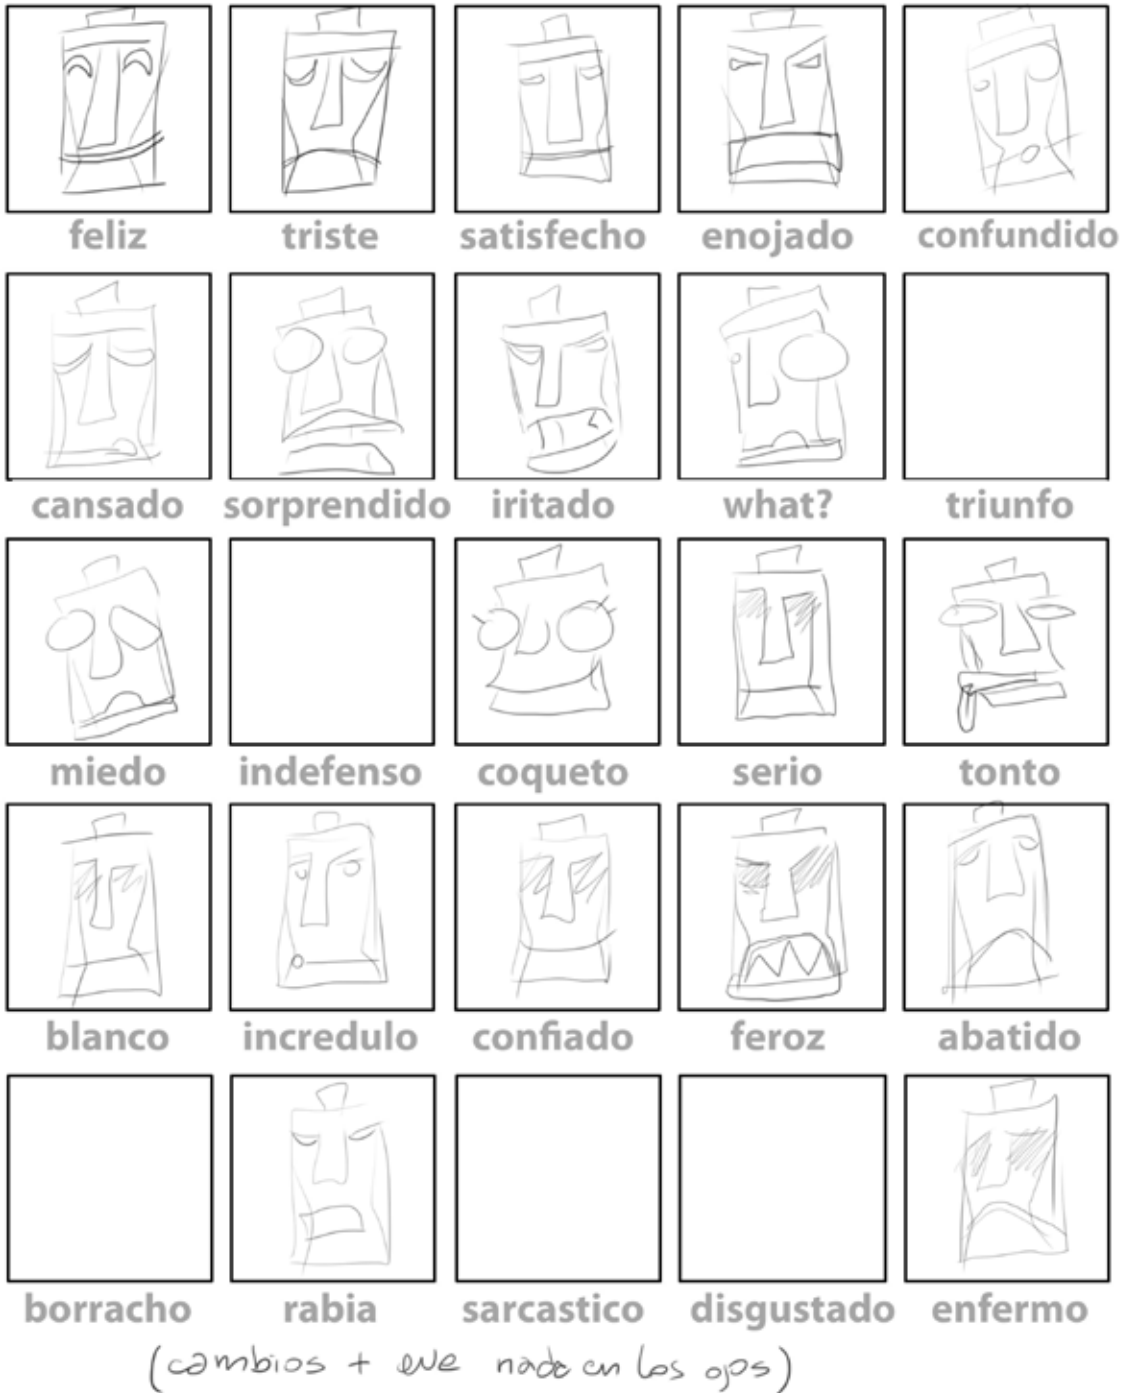 feliz triste satisfecho enojado confundido
cansado sorprendido iritado what? triunfo
miedo indefenso coqueto serio tonto
blanco incredulo confiado feroz abatido
borracho rabia sarcastico disgustado enfermo
(cambios + eve nada en los ojos)